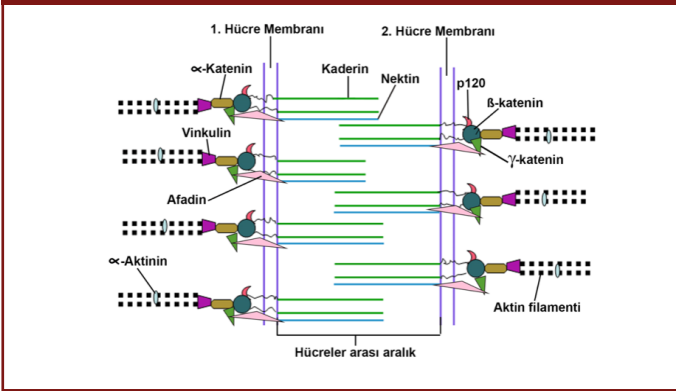 1. Hücre Membranı
2. Hücre Membranı
∝-Katenin
Kaderin
Nektin
p120
ß-katenin
Vinkulin
γ-katenin
Afadin
∝-Aktinin
Aktin filamenti
Hücreler arası aralık